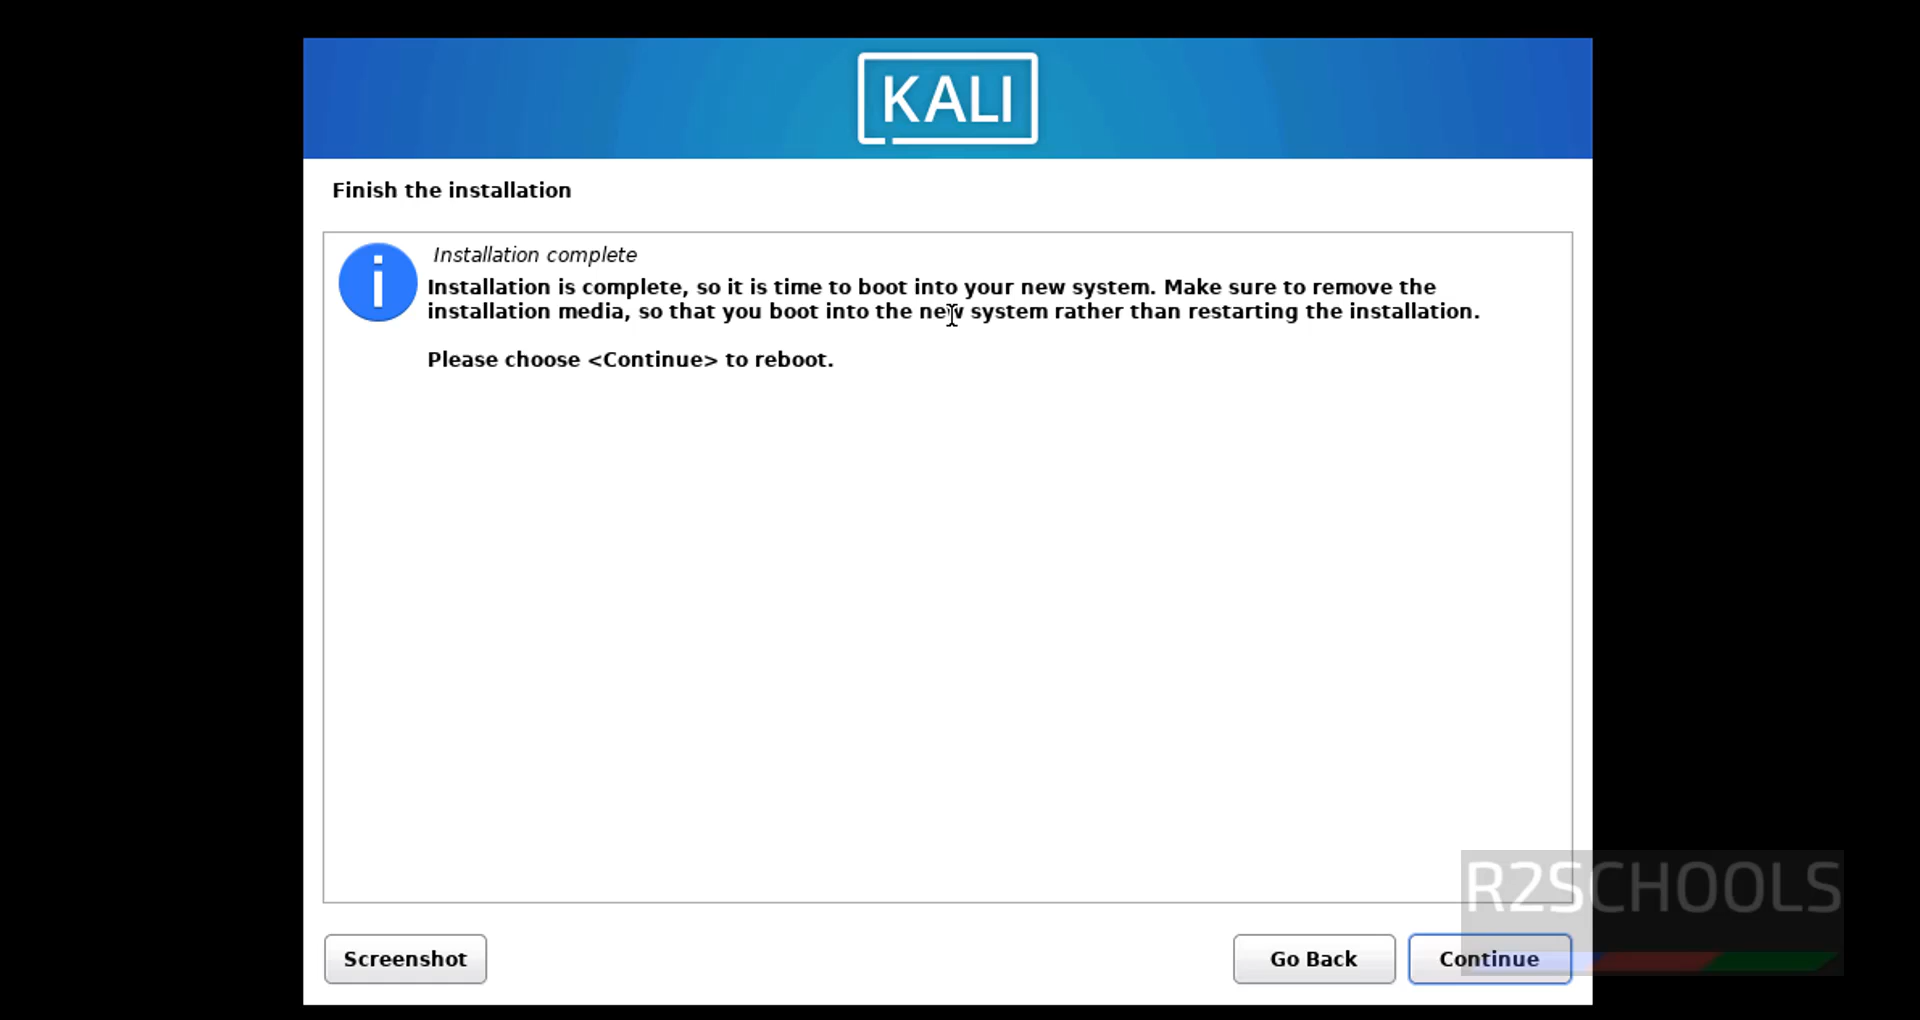 KALI
Finish the installation
Installation complete
Installation is complete, so it is time to boot into your new system. Make sure to remove the
installation media, so that you boot into the new system rather than restarting the installation.
Please choose <Continue> to reboot.
R2SCHOOLS
Screenshot
Go Back
Continue